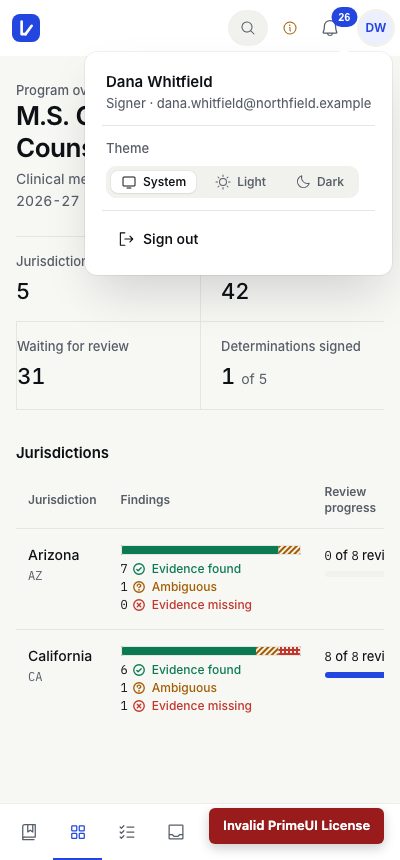 26
DW
Dana Whitfield
Signer · dana.whitfield@northfield.example
Theme
System
Light
Dark
Sign out
Program
M.S.
Couns
Clinical
2026-27
5
42
Waiting for review
31
Determinations signed
1 of 5
Jurisdictions
Jurisdiction
Findings
Review
progress
Arizona
AZ
7 Evidence found
1 Ambiguous
0 Evidence missing
0 of 8 revi
California
CA
6 Evidence found
1 Ambiguous
1 Evidence missing
8 of 8 revi
Invalid PrimeUI License